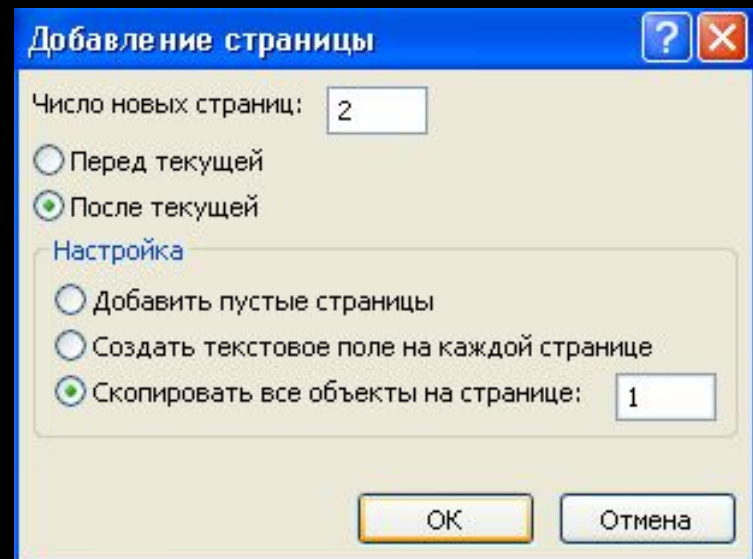 Добавление страницы
?
Число новых страниц: 2
Перед текущей
После текущей
Настройка
Добавить пустые страницы
Создать текстовое поле на каждой странице
Скопировать все объекты на странице: 1
ОК Отмена